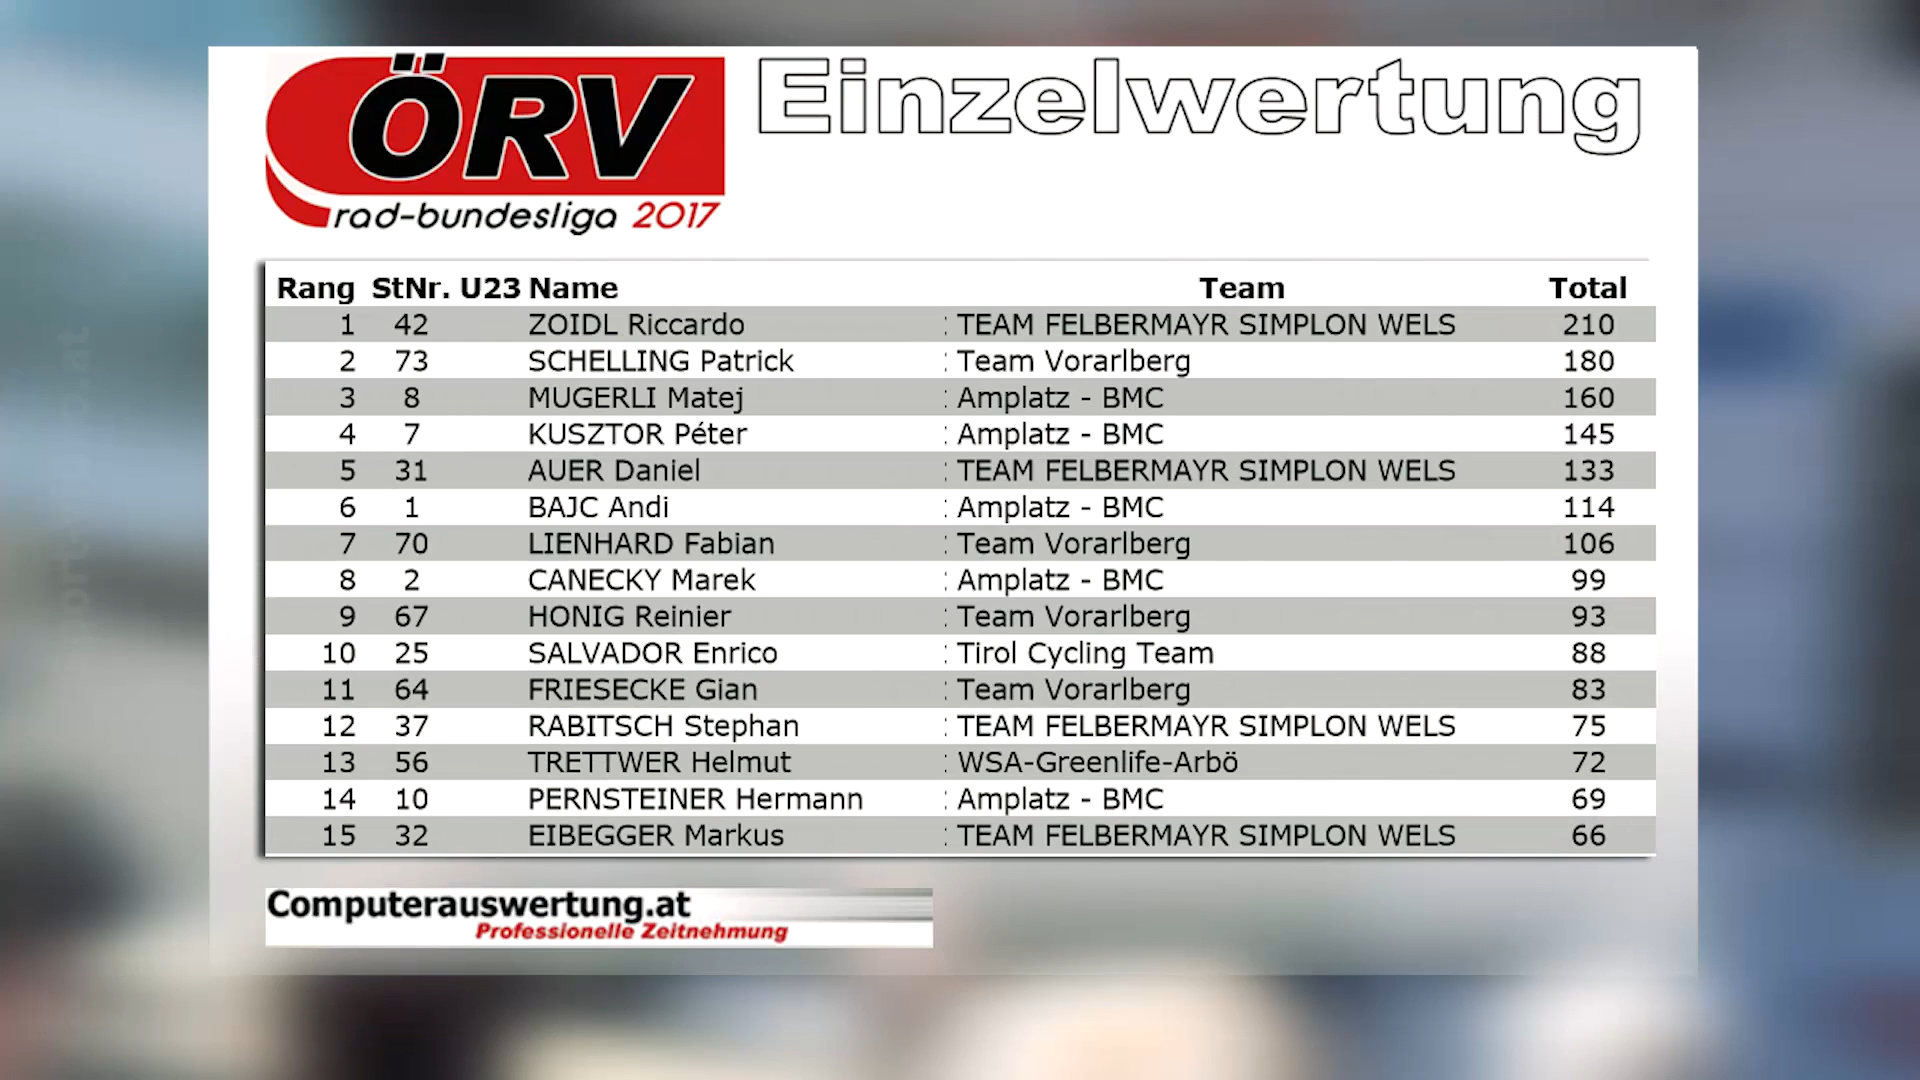 ÖRV
rad-bundesliga 2017
Einzelwertung
Rang StNr. U23 Name Team Total
1 42 ZOIDL Riccardo : TEAM FELBERMAYR SIMPLON WELS 210
2 73 SCHELLING Patrick : Team Vorarlberg 180
3 8 MUGERLI Matej : Amplatz - BMC 160
4 7 KUSZTOR Péter : Amplatz - BMC 145
5 31 AUER Daniel : TEAM FELBERMAYR SIMPLON WELS 133
6 1 BAJC Andi : Amplatz - BMC 114
7 70 LIENHARD Fabian : Team Vorarlberg 106
8 2 CANECKY Marek : Amplatz - BMC 99
9 67 HONIG Reinier : Team Vorarlberg 93
10 25 SALVADOR Enrico : Tirol Cycling Team 88
11 64 FRIESECKE Gian : Team Vorarlberg 83
12 37 RABITSCH Stephan : TEAM FELBERMAYR SIMPLON WELS 75
13 56 TRETTWER Helmut : WSA-Greenlife-Arbö 72
14 10 PERNSTEINER Hermann : Amplatz - BMC 69
15 32 EIBEGGER Markus : TEAM FELBERMAYR SIMPLON WELS 66
Computerauswertung.at
Professionelle Zeitnehmung